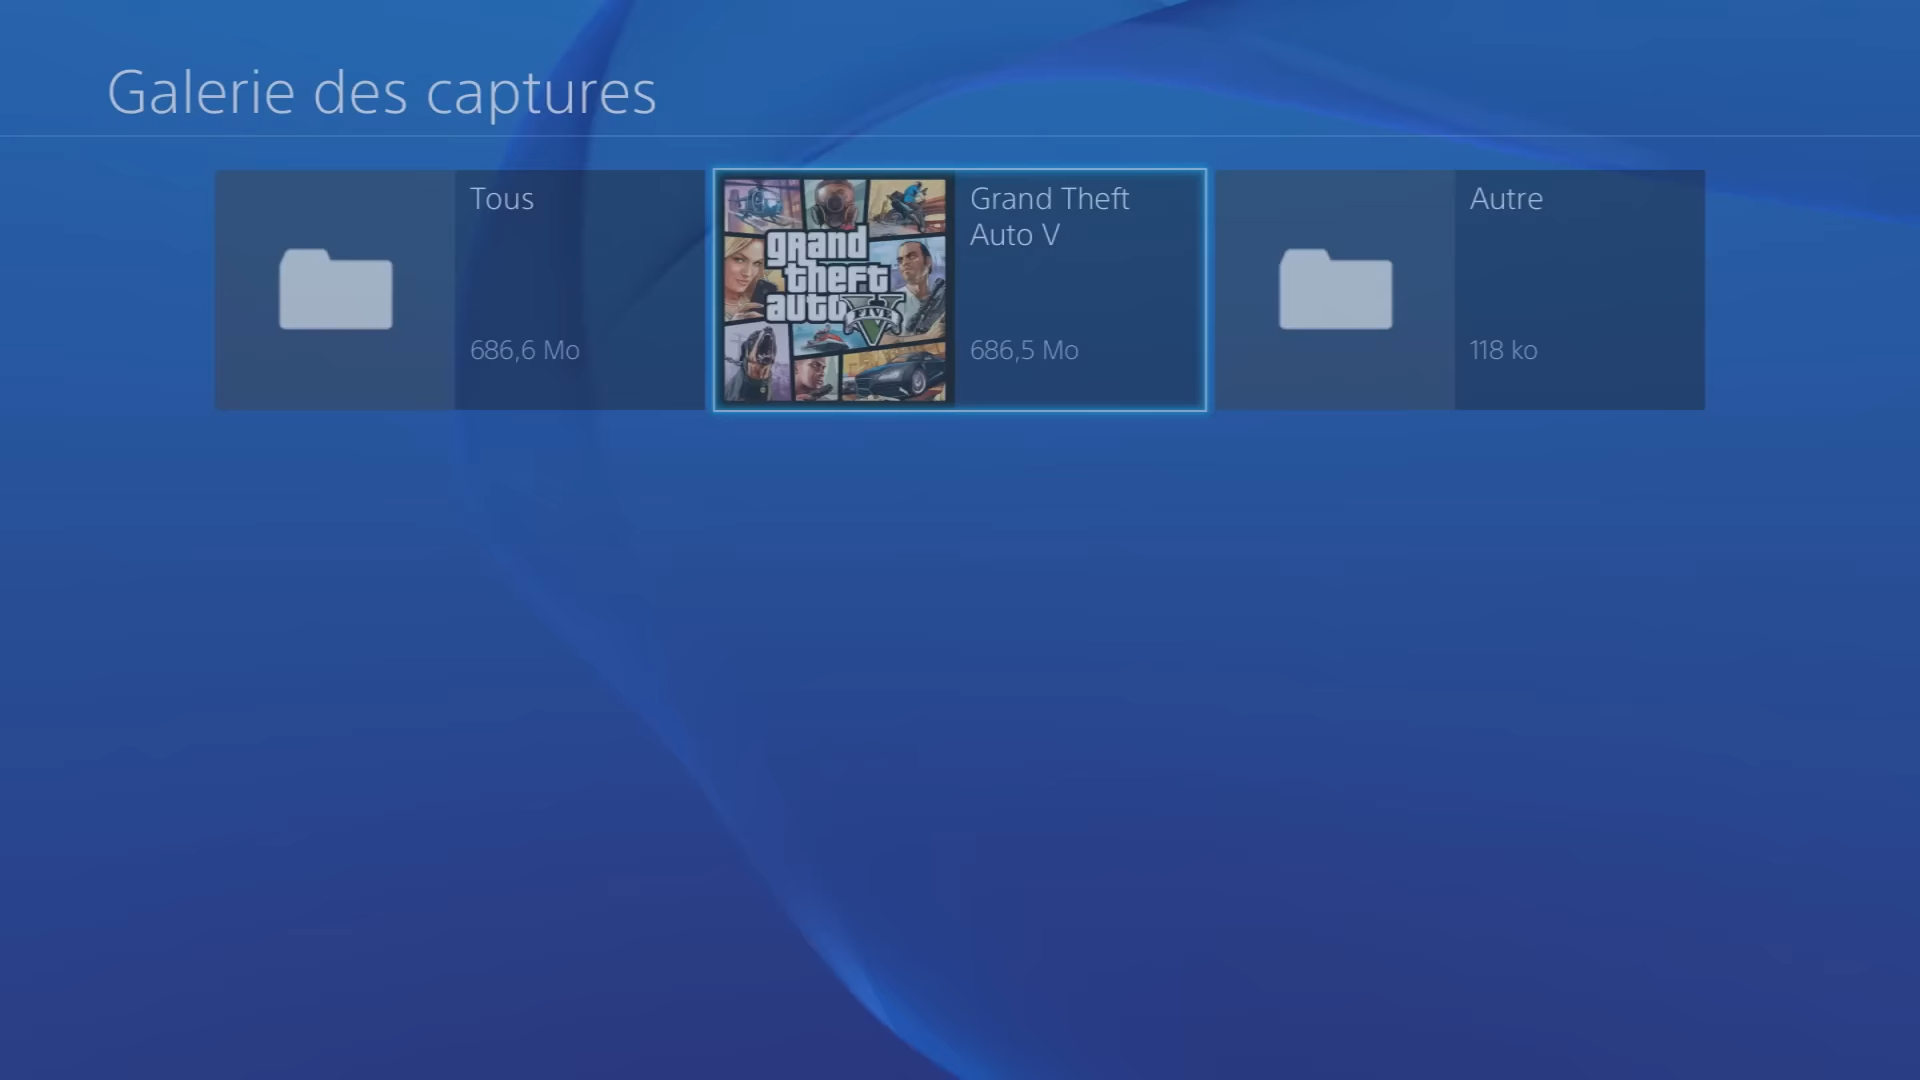 Galerie des captures
Tous
686,6 Mo
grand
theft
auto
FIVE
Grand Theft
Auto V
686,5 Mo
Autre
118 ko